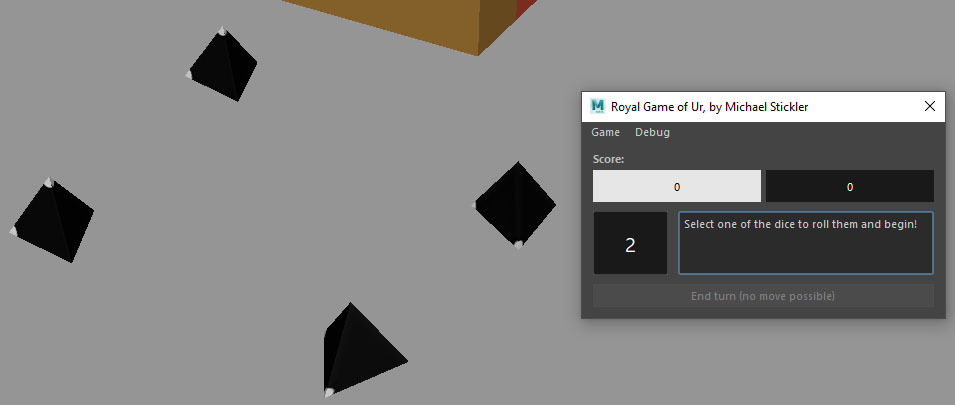 Royal Game of Ur, by Michael Stickler
Game Debug
Score:
0 0
2
Select one of the dice to roll them and begin!
End turn (no move possible)